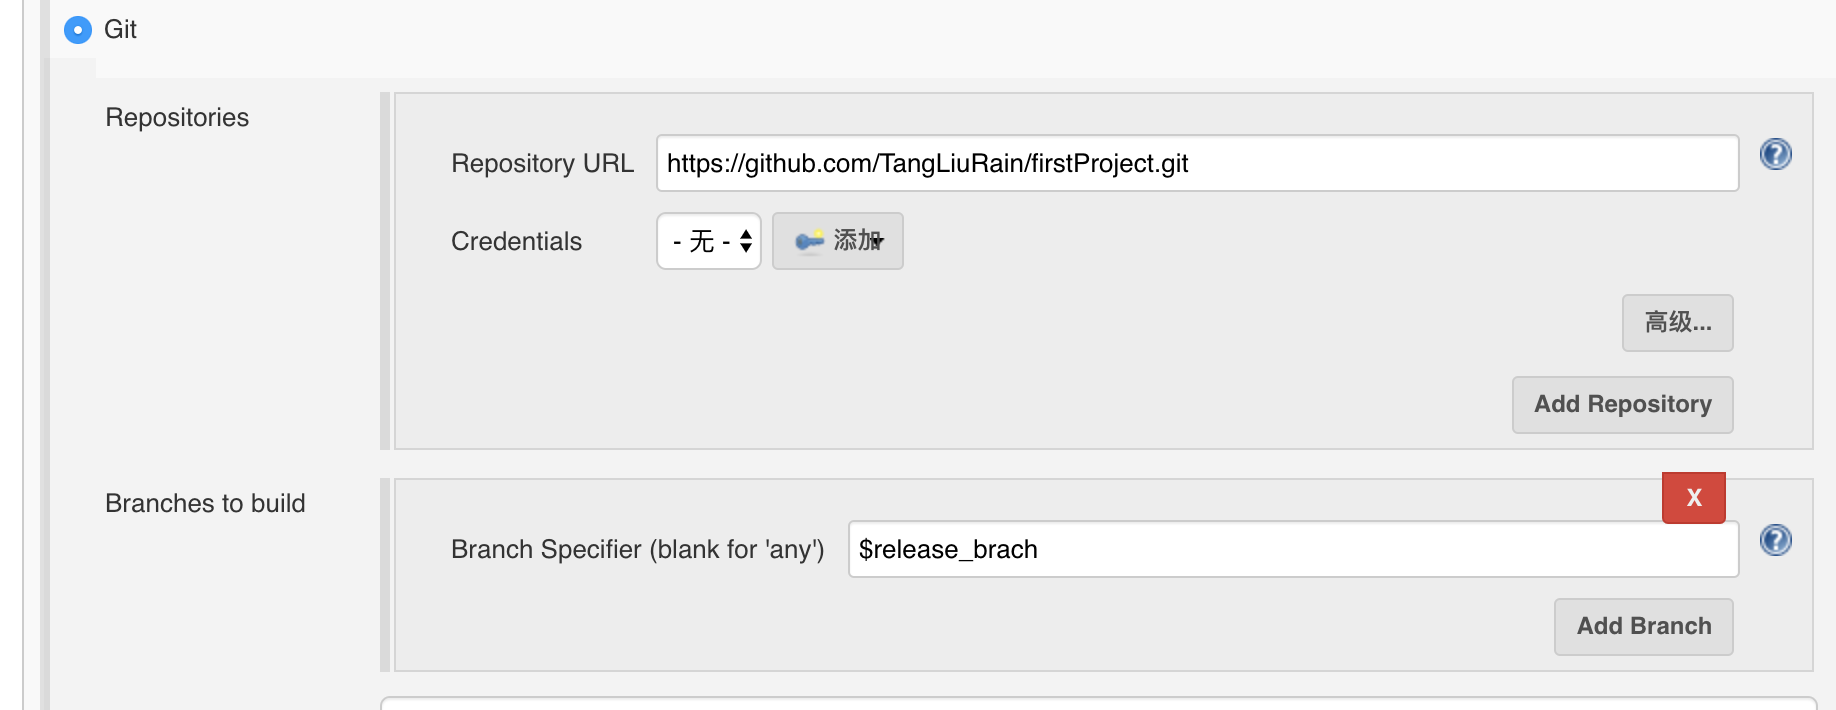 Git
Repositories
Repository URL
https://github.com/TangLiuRain/firstProject.git
?
Credentials
- 无 -
添加
高级...
Add Repository
Branches to build
X
Branch Specifier (blank for 'any')
$release_brach
?
Add Branch